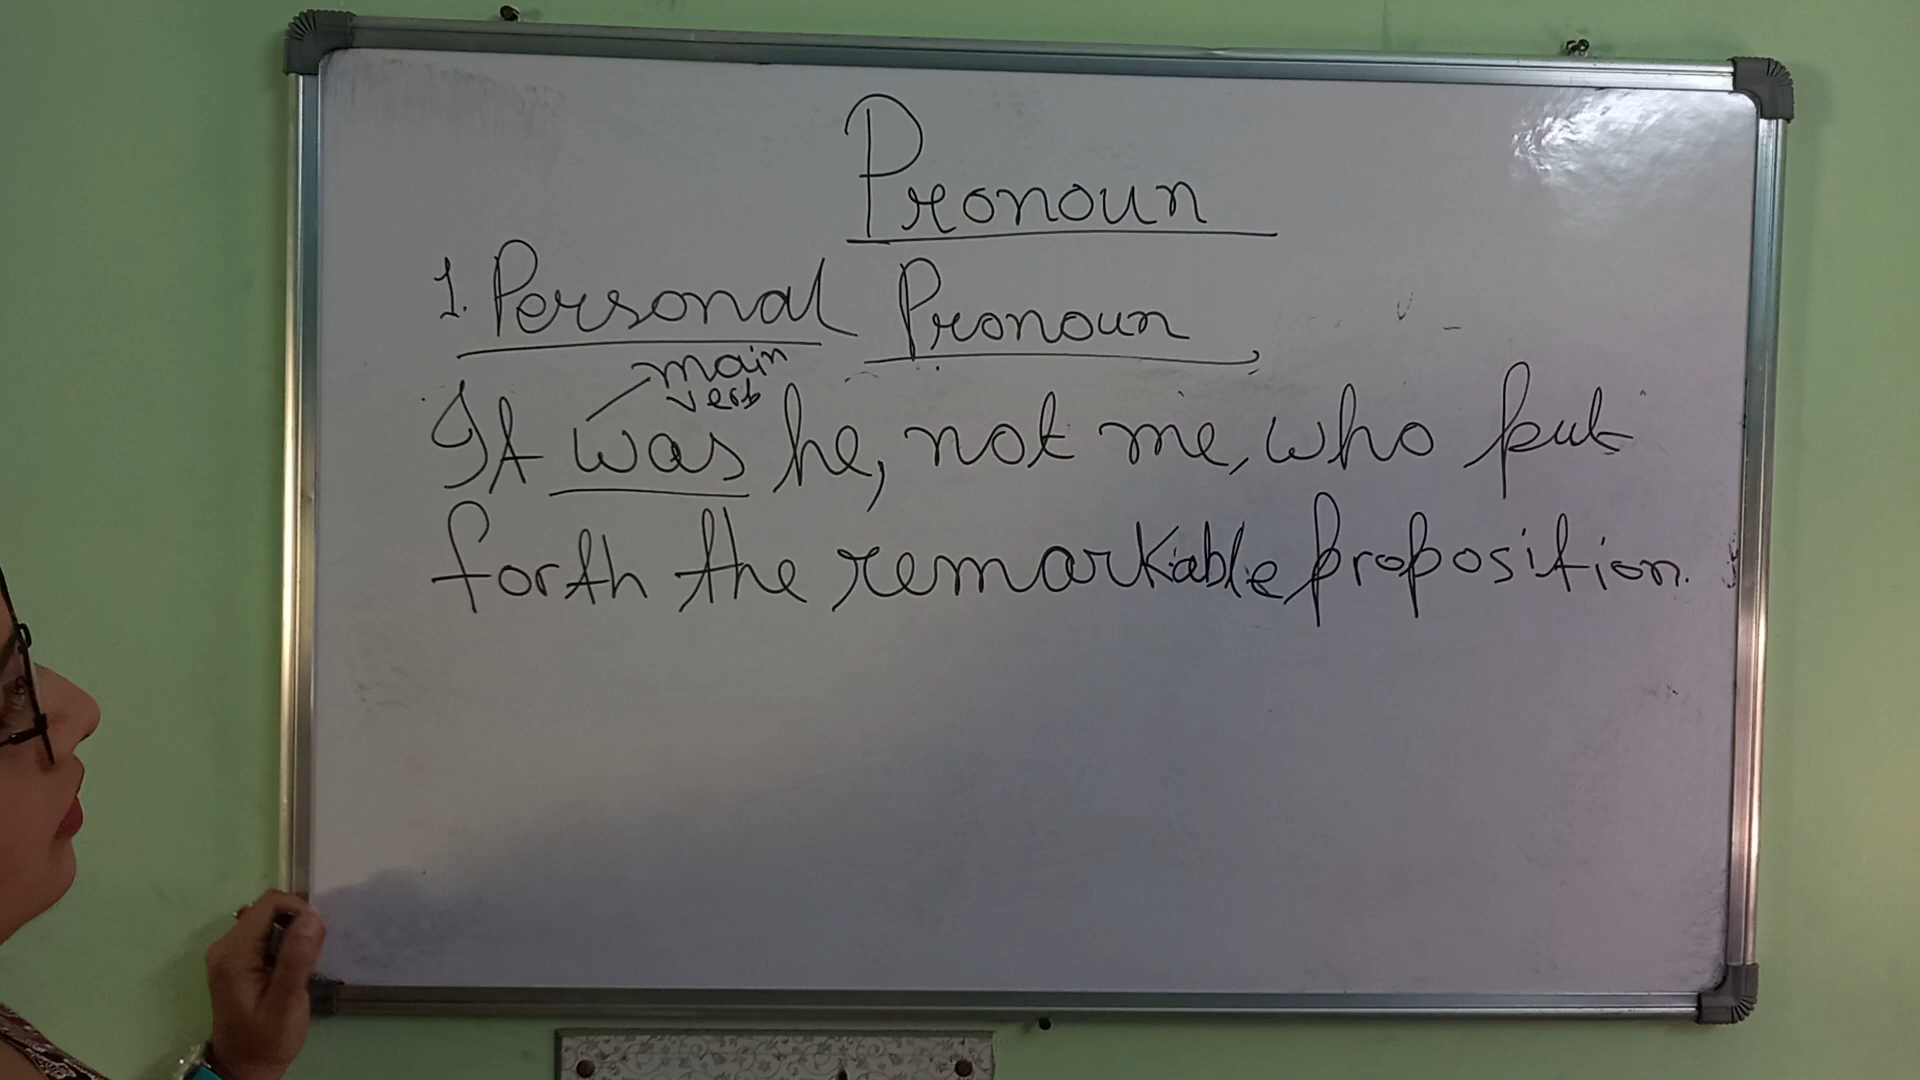 Pronoun
1. Personal Pronoun
main
verb
It was he, not me, who put
forth the remarkable proposition.